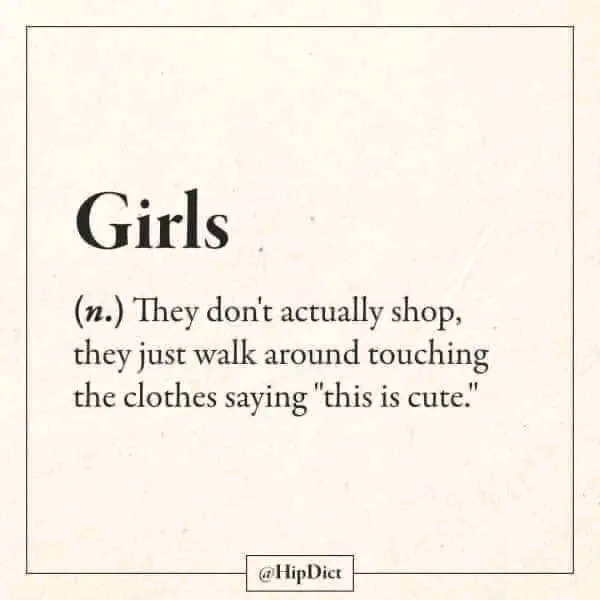 Girls
(n.) They don't actually shop,
they just walk around touching
the clothes saying "this is cute."
@HipDict